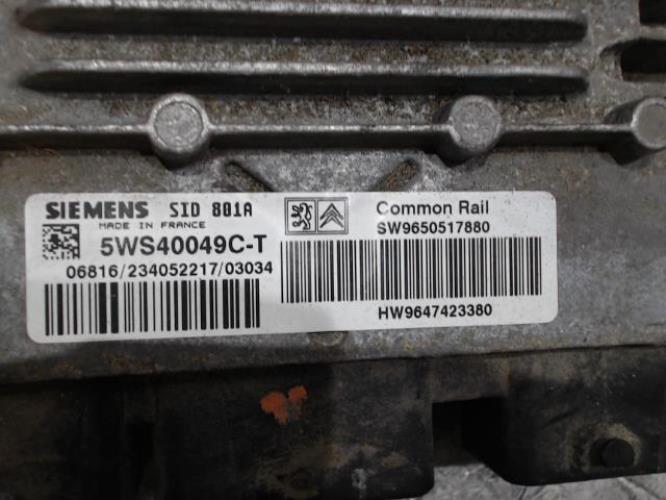 SIEMENS SID 801A
MADE IN FRANCE
5WS40049C-T
06816/234052217/03034
Common Rail
SW9650517880
HW9647423380